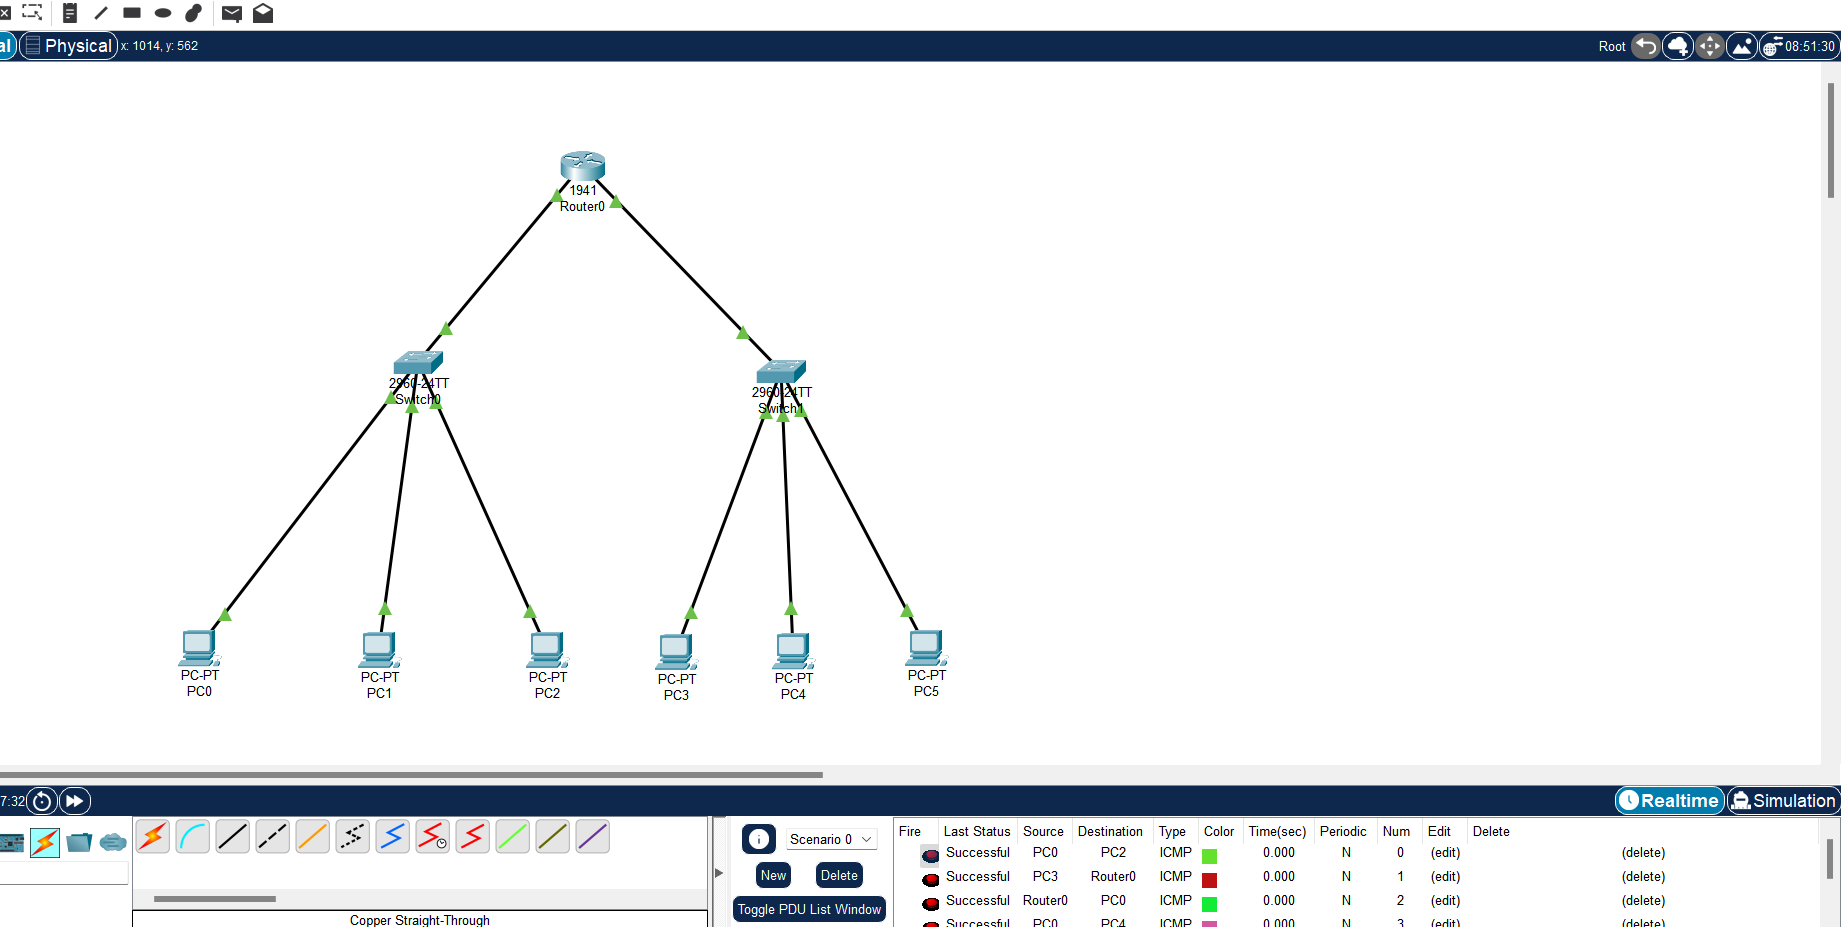 al Physical x: 1014, y: 562 Root 08:51:30
1941
Router0
2960-24TT
Switch0
2960-24TT
Switch1
PC-PT
PC0
PC-PT
PC1
PC-PT
PC2
PC-PT
PC3
PC-PT
PC4
PC-PT
PC5
7:32 Realtime Simulation
Scenario 0
New Delete
Toggle PDU List Window
Copper Straight-Through
Fire Last Status Source Destination Type Color Time(sec) Periodic Num Edit Delete
Successful PC0 PC2 ICMP 0.000 N 0 (edit) (delete)
Successful PC3 Router0 ICMP 0.000 N 1 (edit) (delete)
Successful Router0 PC0 ICMP 0.000 N 2 (edit) (delete)
Successful PC0 PC4 ICMP 0.000 N 3 (edit) (delete)